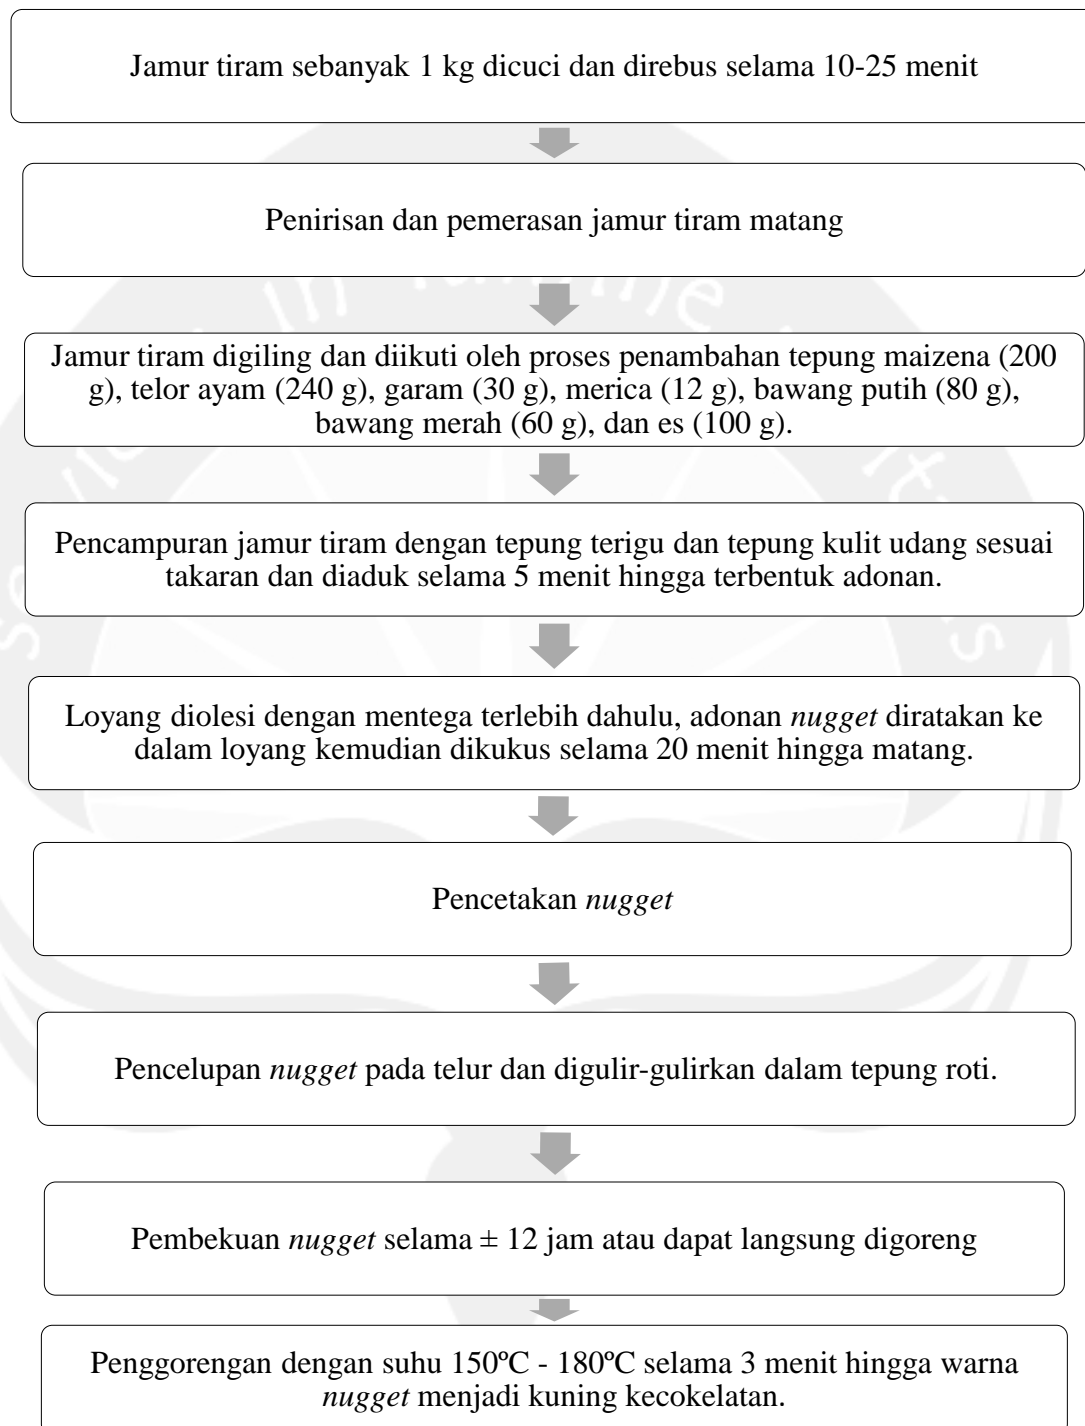 Jamur tiram sebanyak 1 kg dicuci dan direbus selama 10-25 menit
Penirisan dan pemerasan jamur tiram matang
Jamur tiram digiling dan diikuti oleh proses penambahan tepung maizena (200
g), telor ayam (240 g), garam (30 g), merica (12 g), bawang putih (80 g),
bawang merah (60 g), dan es (100 g).
Pencampuran jamur tiram dengan tepung terigu dan tepung kulit udang sesuai
takaran dan diaduk selama 5 menit hingga terbentuk adonan.
Loyang diolesi dengan mentega terlebih dahulu, adonan nugget diratakan ke
dalam loyang kemudian dikukus selama 20 menit hingga matang.
Pencetakan nugget
Pencelupan nugget pada telur dan digulir-gulirkan dalam tepung roti.
Pembekuan nugget selama ± 12 jam atau dapat langsung digoreng
Penggorengan dengan suhu 150ºC - 180ºC selama 3 menit hingga warna
nugget menjadi kuning kecokelatan.